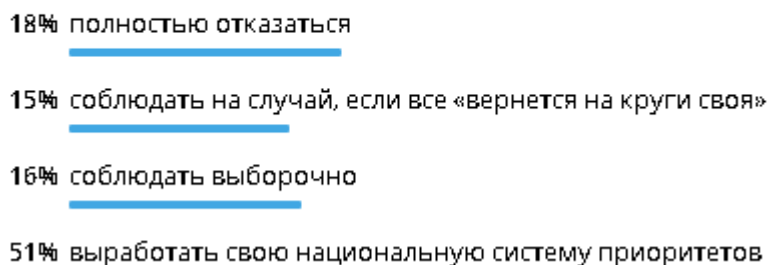 18% полностью отказаться
15% соблюдать на случай, если все «вернется на круги своя»
16% соблюдать выборочно
51% выработать свою национальную систему приоритетов